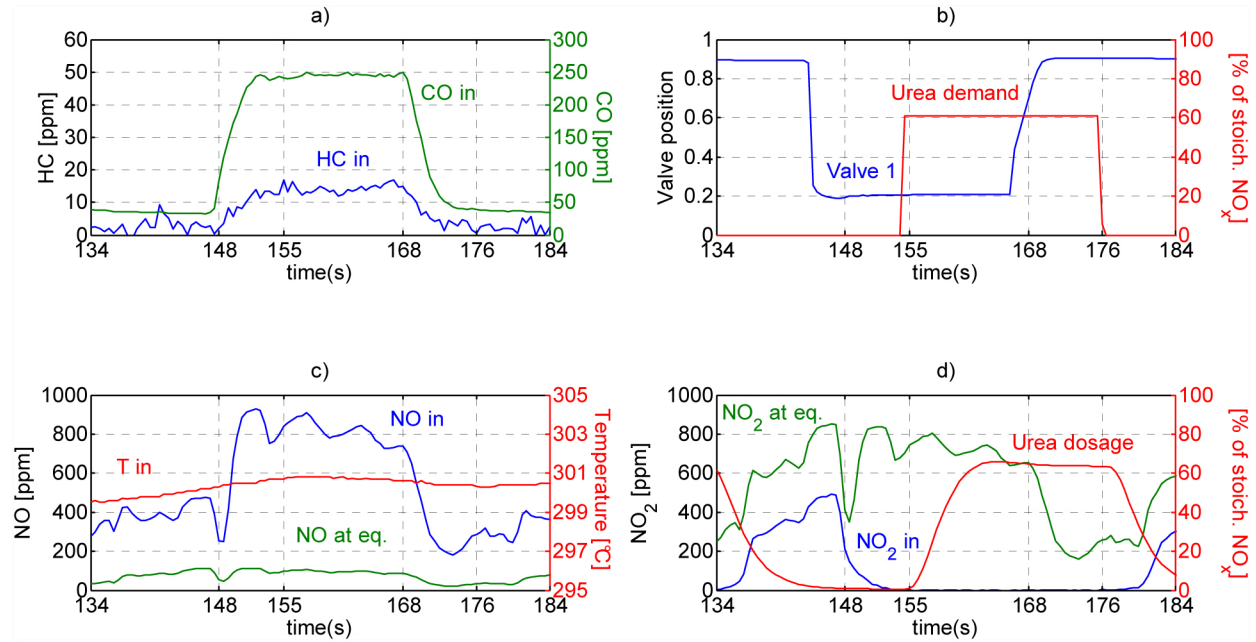 a)
60
50
40
30
20
10
0
HC [ppm]
300
250
200
150
100
50
0
CO [ppm]
CO in
HC in
134 148 155 168 176 184
time(s)
b)
1
0.8
0.6
0.4
0.2
0
Valve position
100
80
60
40
20
0
[% of stoich. NOx]
Urea demand
Valve 1
134 148 155 168 176 184
time(s)
c)
1000
800
600
400
200
0
NO [ppm]
305
303
301
299
297
295
Temperature [°C]
NO in
T in
NO at eq.
134 148 155 168 176 184
time(s)
d)
1000
800
600
400
200
0
NO2 [ppm]
100
80
60
40
20
0
[% of stoich. NOx]
NO2 at eq.
Urea dosage
NO2 in
134 148 155 168 176 184
time(s)